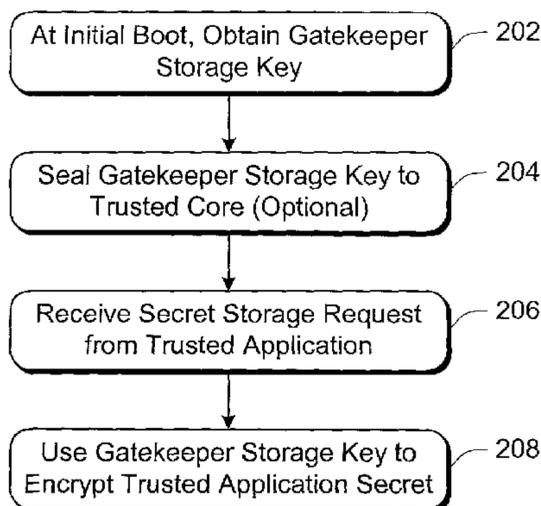 At Initial Boot, Obtain Gatekeeper
Storage Key
202
Seal Gatekeeper Storage Key to
Trusted Core (Optional)
204
Receive Secret Storage Request
from Trusted Application
206
Use Gatekeeper Storage Key to
Encrypt Trusted Application Secret
208